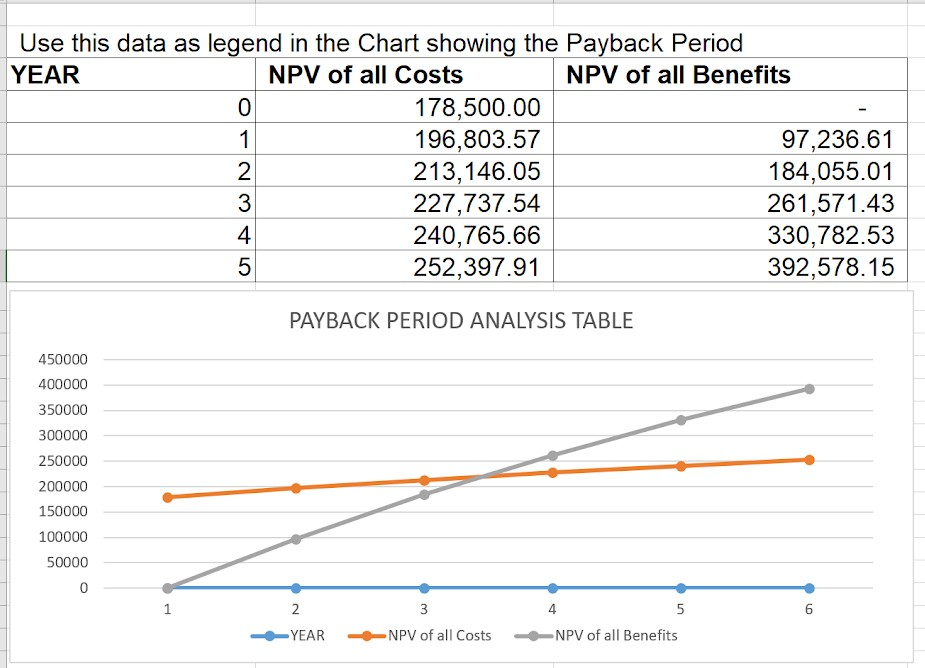 Use this data as legend in the Chart showing the Payback Period
YEAR NPV of all Costs NPV of all Benefits
0 178,500.00 -
1 196,803.57 97,236.61
2 213,146.05 184,055.01
3 227,737.54 261,571.43
4 240,765.66 330,782.53
5 252,397.91 392,578.15
PAYBACK PERIOD ANALYSIS TABLE
450000
400000
350000
300000
250000
200000
150000
100000
50000
0
1 2 3 4 5 6
YEAR NPV of all Costs NPV of all Benefits